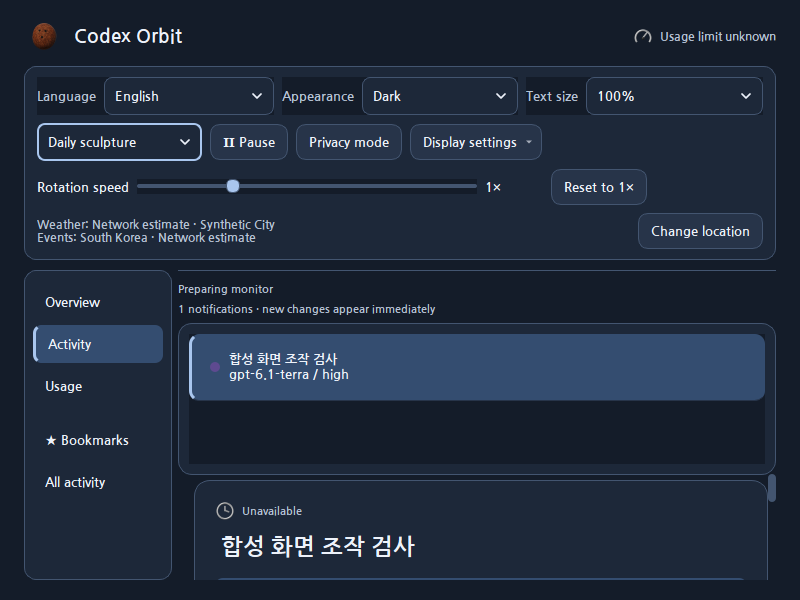 Codex Orbit
Usage limit unknown
Language English Appearance Dark Text size 100%
Daily sculpture Pause Privacy mode Display settings
Rotation speed 1× Reset to 1×
Weather: Network estimate · Synthetic City
Events: South Korea · Network estimate
Change location
Overview
Activity
Usage
★ Bookmarks
All activity
Preparing monitor
1 notifications · new changes appear immediately
합성 화면 조작 검사
gpt-6.1-terra / high
Unavailable
합성 화면 조작 검사